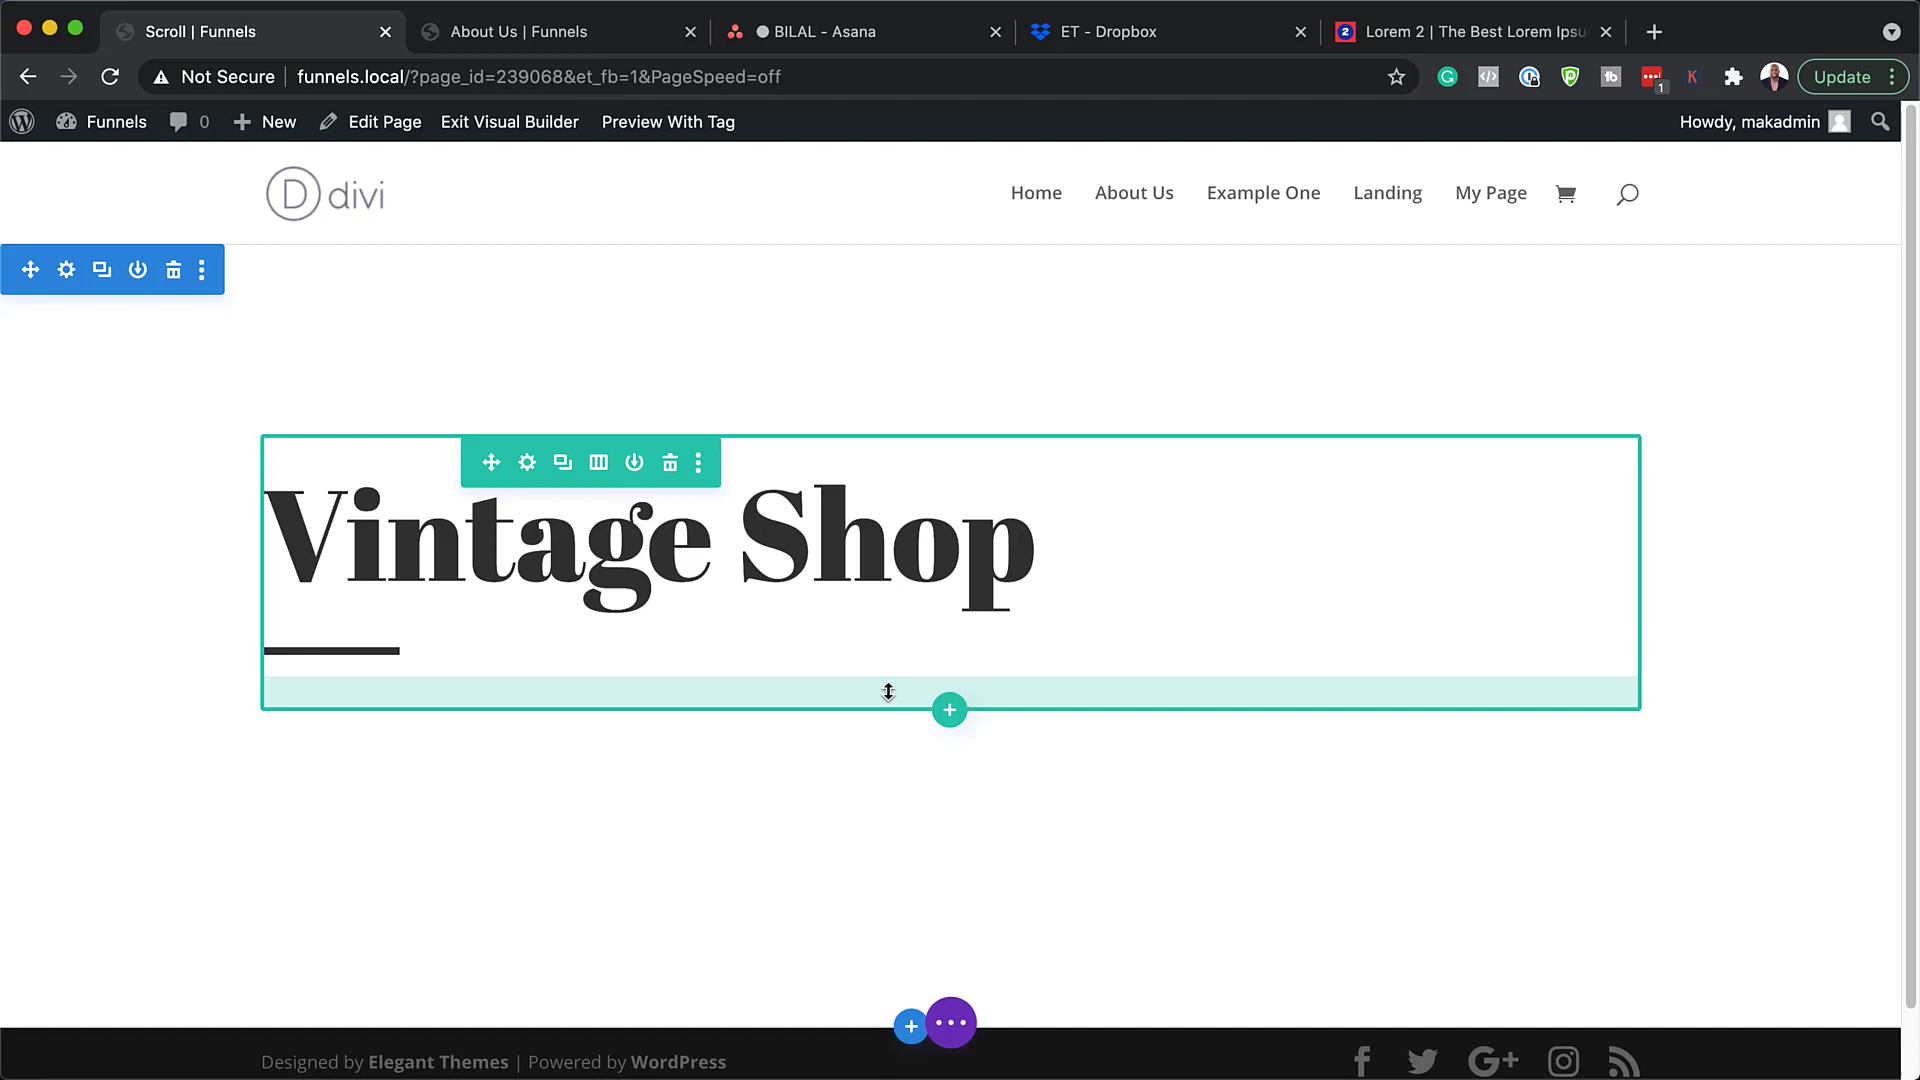 Scroll | Funnels
About Us | Funnels
BILAL - Asana
ET - Dropbox
2
Lorem 2 | The Best Lorem Ipsu
Not Secure
funnels.local/?page_id=239068&et_fb=1&PageSpeed=off
1
K
Update
Funnels
0
New
Edit Page
Exit Visual Builder
Preview With Tag
Howdy, makadmin
D divi
Home
About Us
Example One
Landing
My Page
Vintage Shop
Designed by Elegant Themes | Powered by WordPress